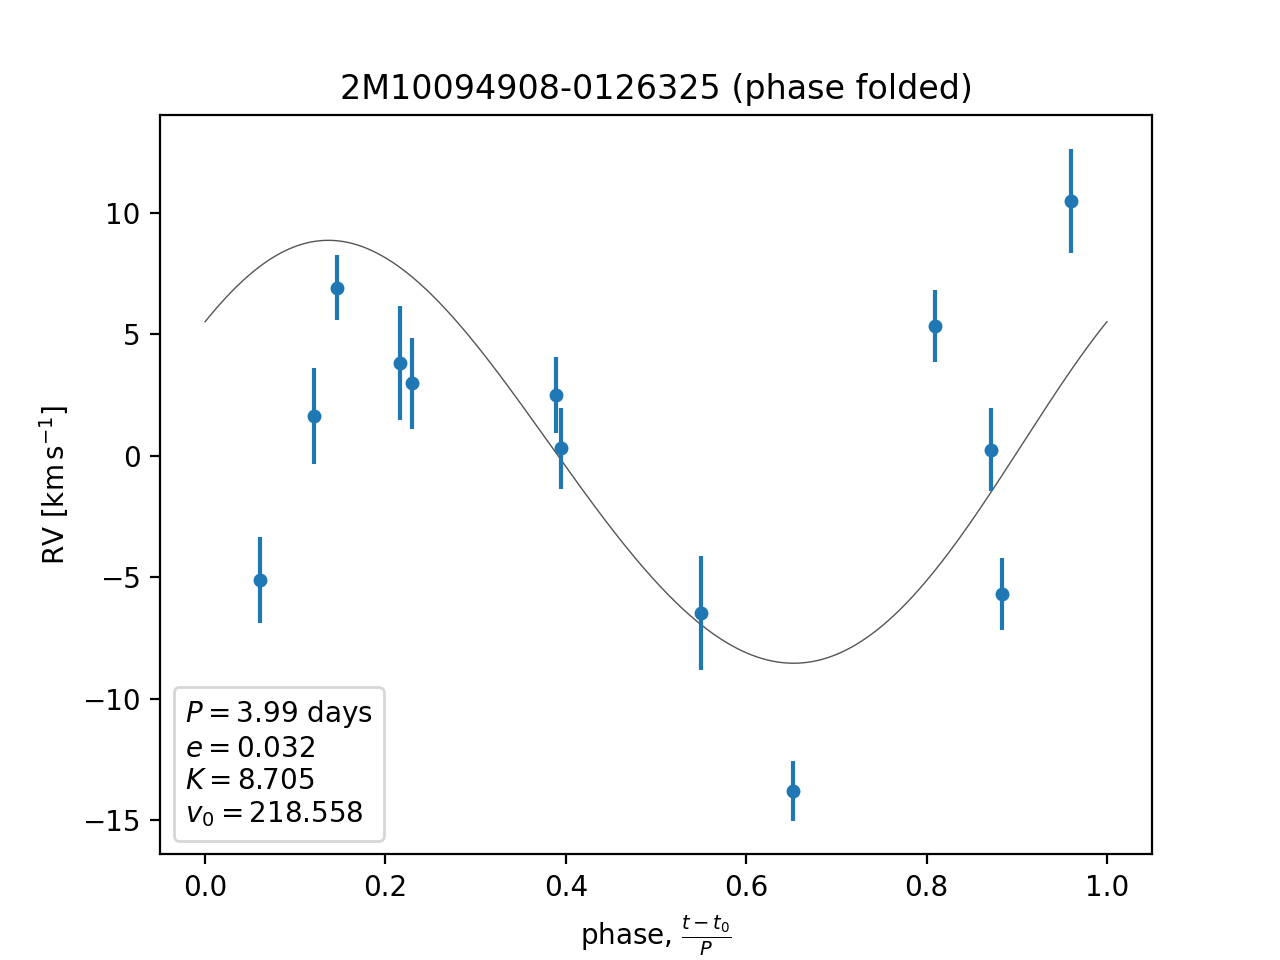 2M10094908-0126325 (phase folded)
RV [km s⁻¹]
10
5
0
−5
−10
−15
P = 3.99 days
e = 0.032
K = 8.705
v₀ = 218.558
0.0 0.2 0.4 0.6 0.8 1.0
phase, (t − t₀)/P